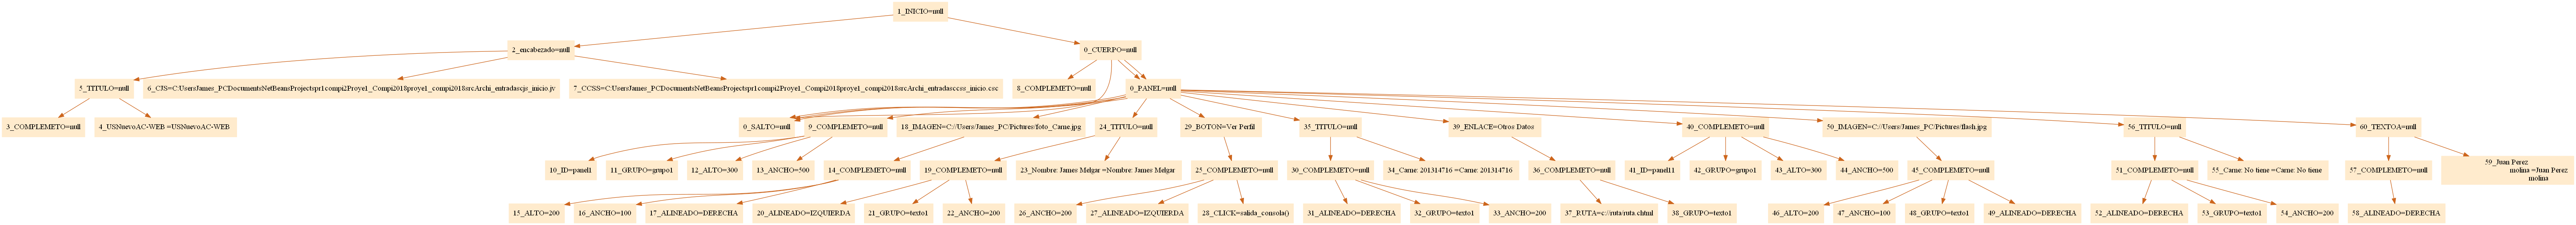 1_INICIO=null
2_encabezado=null
0_CUERPO=null
5_TITULO=null
6_CJS=C:UsersJames_PCDocumentsNetBeansProjectspr1compi2Proye1_Compi2018proye1_compi2018srcArchi_entradascjs_inicio.jv
7_CCSS=C:UsersJames_PCDocumentsNetBeansProjectspr1compi2Proye1_Compi2018proye1_compi2018srcArchi_entradasccss_inicio.csc
8_COMPLEMETO=null
0_PANEL=null
3_COMPLEMETO=null
4_USNuevoAC-WEB =USNuevoAC-WEB
0_SALTO=null
9_COMPLEMETO=null
18_IMAGEN=C://Users/James_PC/Pictures/foto_Carne.jpg
24_TITULO=null
29_BOTON=Ver Perfil
35_TITULO=null
39_ENLACE=Otros Datos
40_COMPLEMETO=null
50_IMAGEN=C://Users/James_PC/Pictures/flash.jpg
56_TITULO=null
60_TEXTOA=null
10_ID=panel1
11_GRUPO=grupo1
12_ALTO=300
13_ANCHO=500
14_COMPLEMETO=null
19_COMPLEMETO=null
23_Nombre: James Melgar =Nombre: James Melgar
25_COMPLEMETO=null
30_COMPLEMETO=null
34_Carne: 201314716 =Carne: 201314716
36_COMPLEMETO=null
41_ID=panel11
42_GRUPO=grupo1
43_ALTO=300
44_ANCHO=500
45_COMPLEMETO=null
51_COMPLEMETO=null
55_Carne: No tiene =Carne: No tiene
57_COMPLEMETO=null
59_Juan Perez
molina =Juan Perez
molina
15_ALTO=200
16_ANCHO=100
17_ALINEADO=DERECHA
20_ALINEADO=IZQUIERDA
21_GRUPO=texto1
22_ANCHO=200
26_ANCHO=200
27_ALINEADO=IZQUIERDA
28_CLICK=salida_consola()
31_ALINEADO=DERECHA
32_GRUPO=texto1
33_ANCHO=200
37_RUTA=c://ruta/ruta.chtml
38_GRUPO=texto1
46_ALTO=200
47_ANCHO=100
48_GRUPO=texto1
49_ALINEADO=DERECHA
52_ALINEADO=DERECHA
53_GRUPO=texto1
54_ANCHO=200
58_ALINEADO=DERECHA